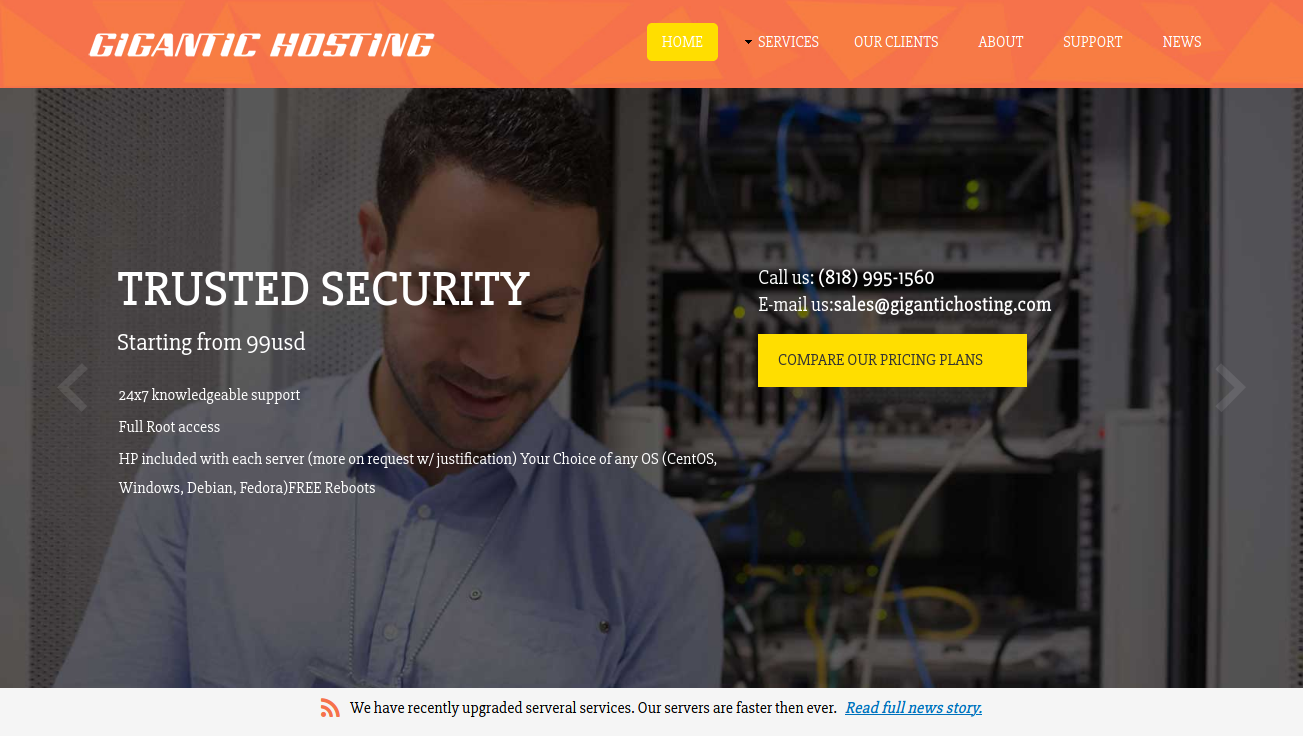 GIGANTIC HOSTING
HOME SERVICES OUR CLIENTS ABOUT SUPPORT NEWS
TRUSTED SECURITY
Starting from 99usd
24x7 knowledgeable support
Full Root access
HP included with each server (more on request w/ justification) Your Choice of any OS (CentOS,
Windows, Debian, Fedora)FREE Reboots
Call us: (818) 995-1560
E-mail us:sales@gigantichosting.com
COMPARE OUR PRICING PLANS
We have recently upgraded serveral services. Our servers are faster then ever. Read full news story.